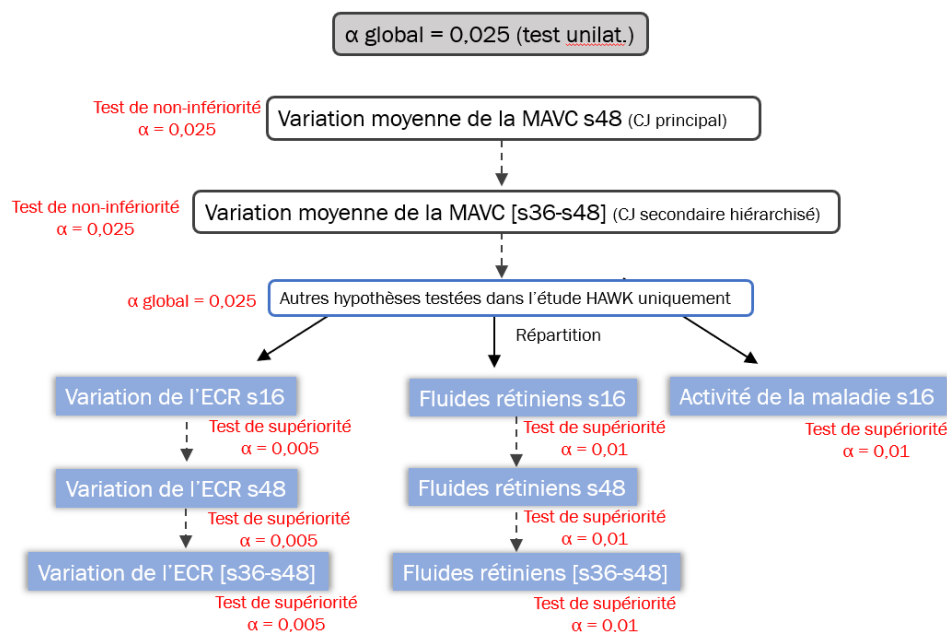 α global = 0,025 (test unilat.)
Test de non-infériorité
α = 0,025
Variation moyenne de la MAVC s48 (CJ principal)
Test de non-infériorité
α = 0,025
Variation moyenne de la MAVC [s36-s48] (CJ secondaire hiérarchisé)
α global = 0,025
Autres hypothèses testées dans l’étude HAWK uniquement
Répartition
Variation de l’ECR s16
Test de supériorité
α = 0,005
Variation de l’ECR s48
Test de supériorité
α = 0,005
Variation de l’ECR [s36-s48]
Test de supériorité
α = 0,005
Fluides rétiniens s16
Test de supériorité
α = 0,01
Fluides rétiniens s48
Test de supériorité
α = 0,01
Fluides rétiniens [s36-s48]
Test de supériorité
α = 0,01
Activité de la maladie s16
Test de supériorité
α = 0,01